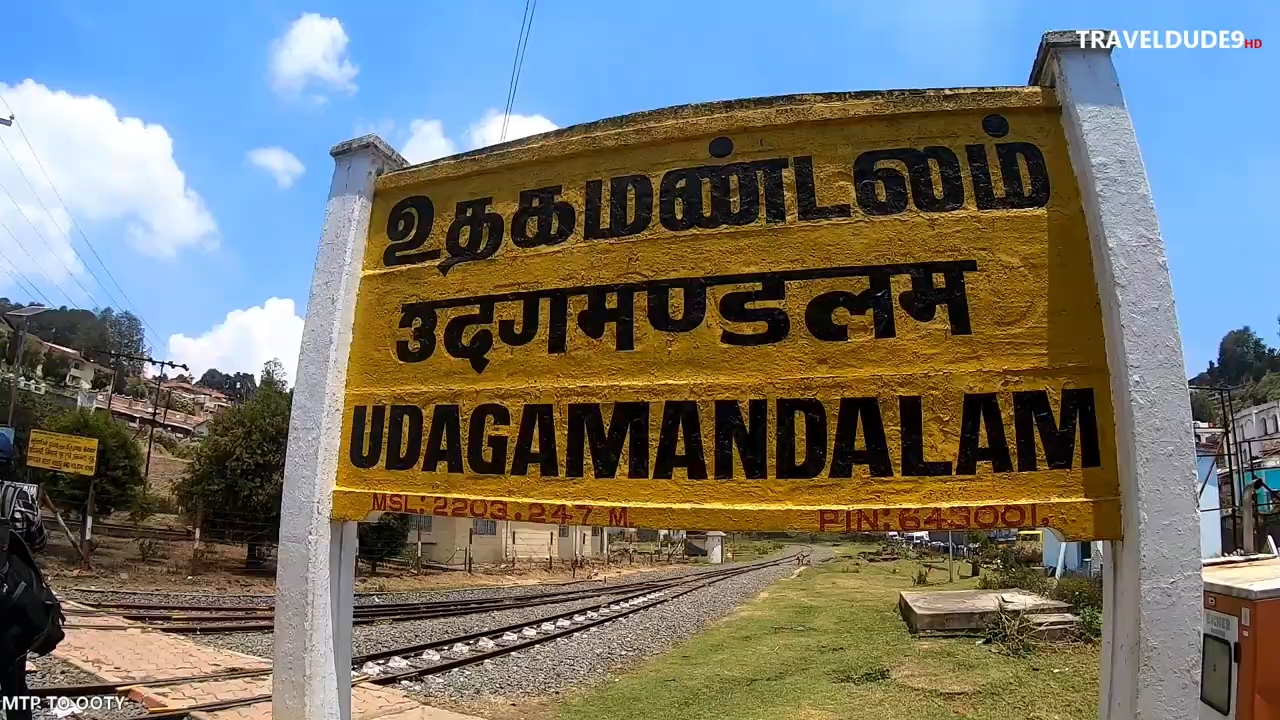 TRAVELDUDE9HD
உதகமண்டலம்
उदगमण्डलम
UDAGAMANDALAM
MSL: 2203.247 M
PIN: 643001.
MTP TO OOTY